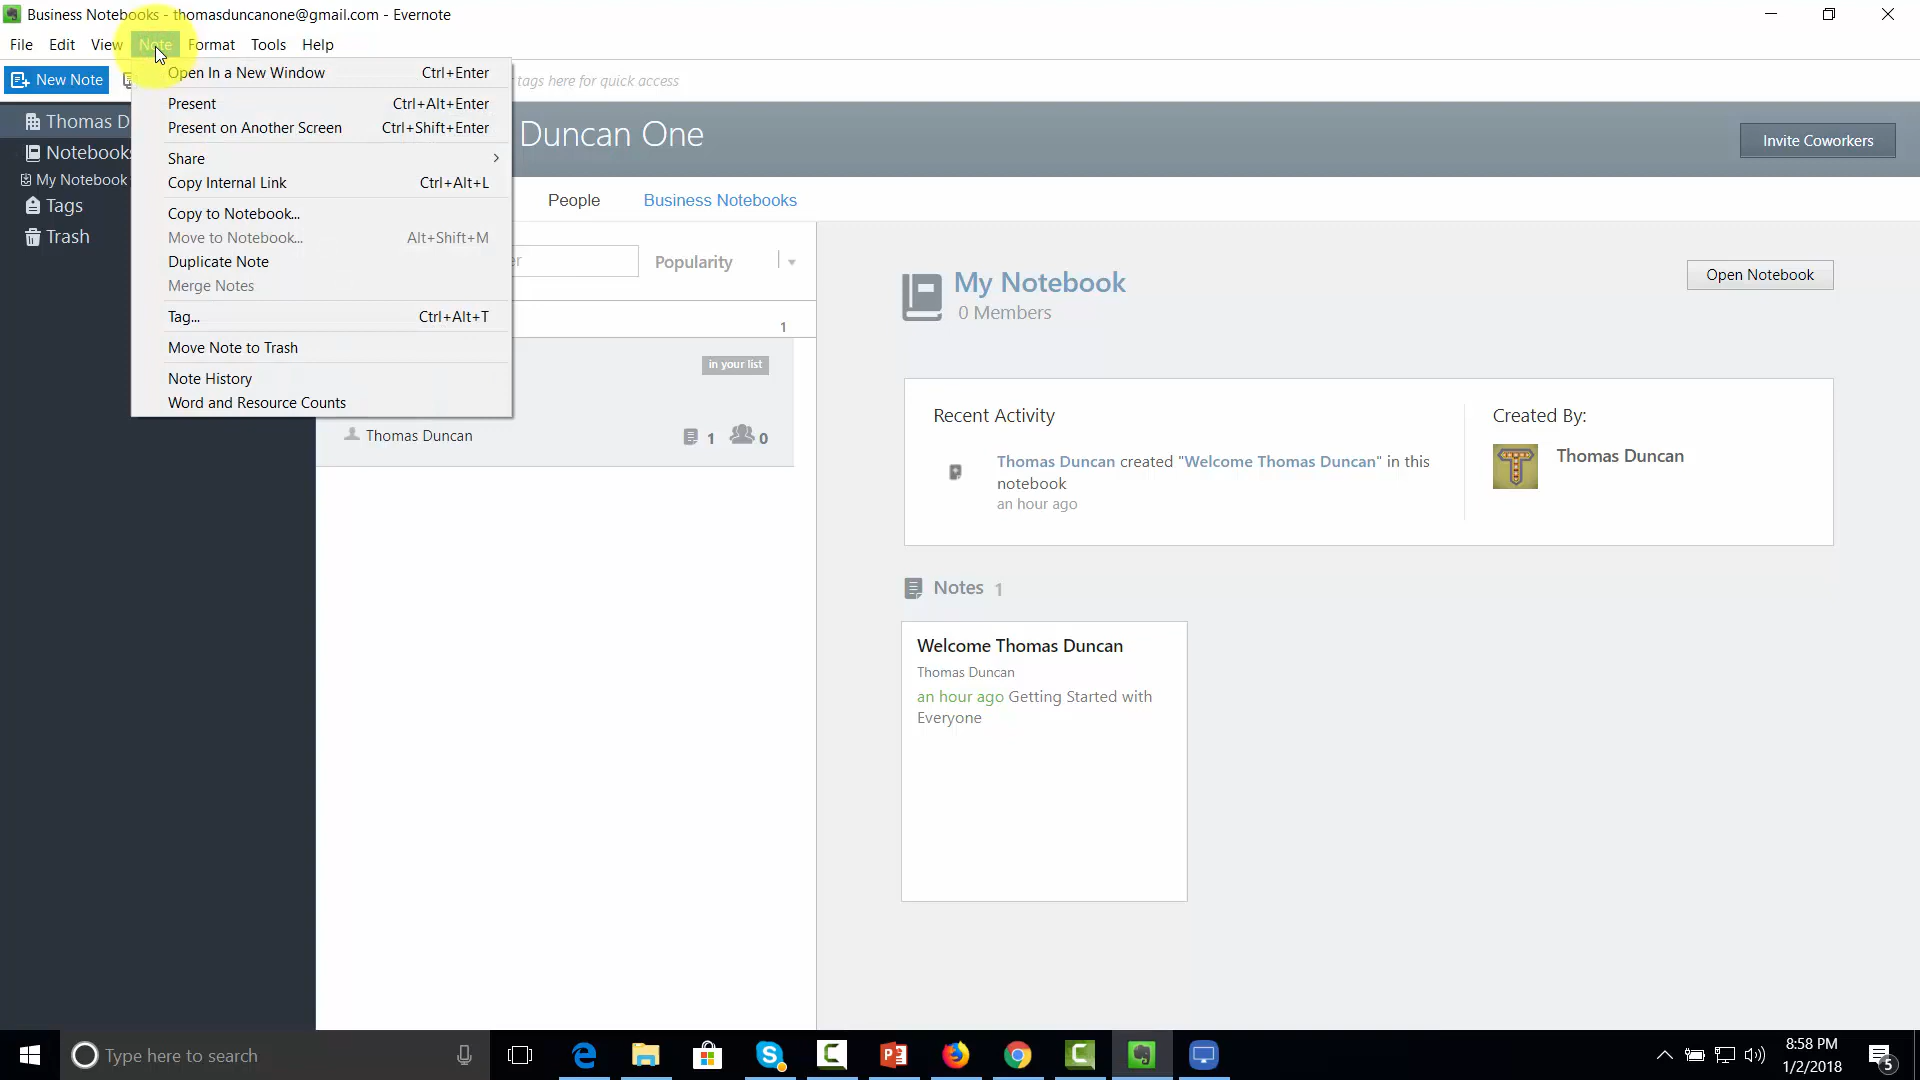 Business Notebooks - thomasduncanone@gmail.com - Evernote
File Edit View Note Format Tools Help
New Note
tags here for quick access
Open In a New Window Ctrl+Enter
Present Ctrl+Alt+Enter
Present on Another Screen Ctrl+Shift+Enter
Share
Copy Internal Link Ctrl+Alt+L
Copy to Notebook...
Move to Notebook... Alt+Shift+M
Duplicate Note
Merge Notes
Tag... Ctrl+Alt+T
Move Note to Trash
Note History
Word and Resource Counts
Thomas D
Notebooks
My Notebook
Tags
Trash
Duncan One
Invite Coworkers
People Business Notebooks
er Popularity
1
in your list
Thomas Duncan 1 0
My Notebook
0 Members
Open Notebook
Recent Activity
Thomas Duncan created "Welcome Thomas Duncan" in this
notebook
an hour ago
Created By:
Thomas Duncan
Notes 1
Welcome Thomas Duncan
Thomas Duncan
an hour ago Getting Started with
Everyone
Type here to search
8:58 PM
1/2/2018
5